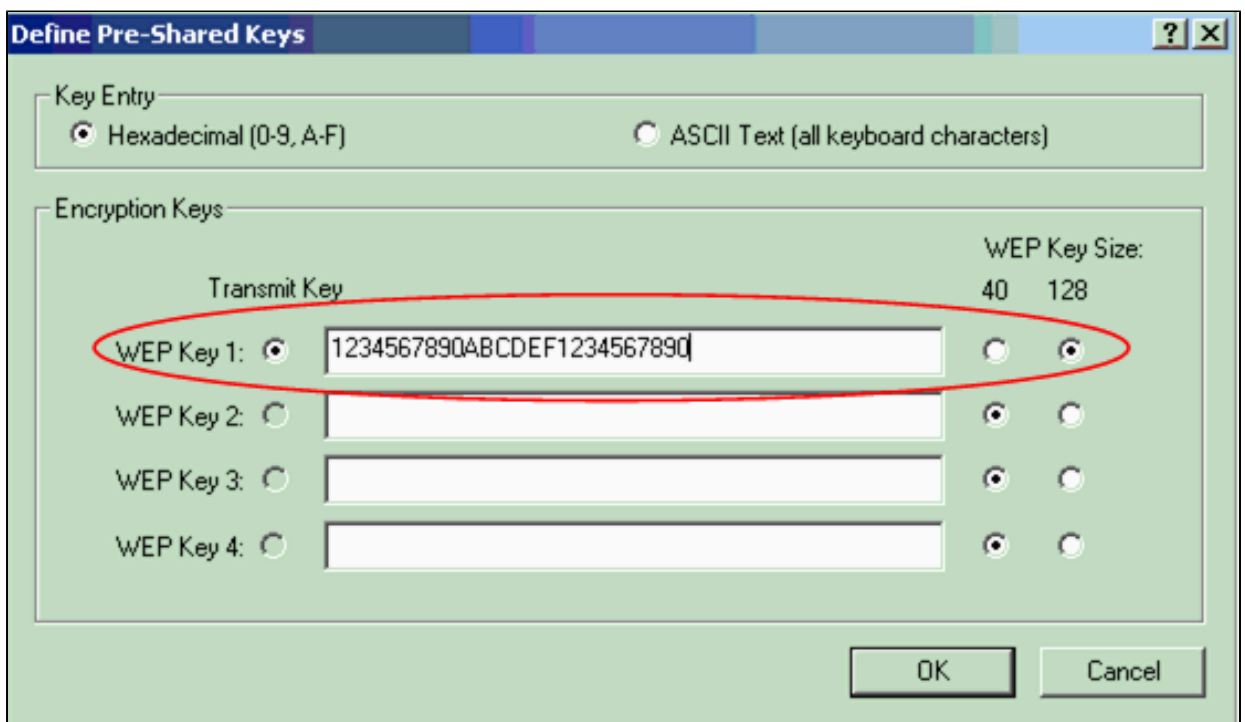 Define Pre-Shared Keys
Key Entry
Hexadecimal (0-9, A-F) ASCII Text (all keyboard characters)
Encryption Keys
WEP Key Size:
Transmit Key 40 128
WEP Key 1: 1234567890ABCDEF1234567890
WEP Key 2:
WEP Key 3:
WEP Key 4:
OK Cancel